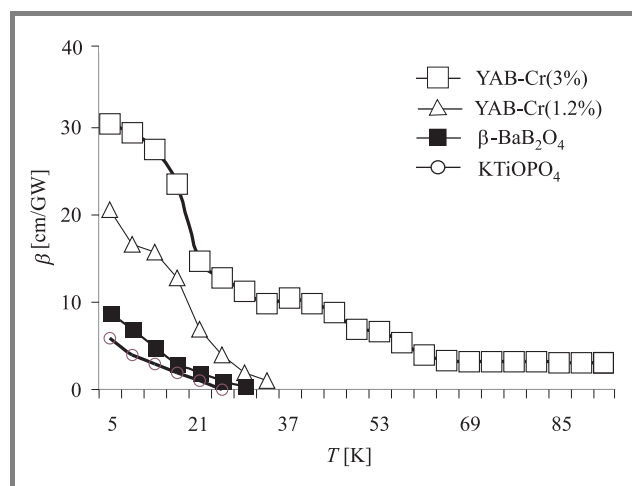 40
30
20
10
0
β [cm/GW]
YAB-Cr(3%)
YAB-Cr(1.2%)
β-BaB₂O₄
KTiOPO₄
5 21 37 53 69 85
T [K]